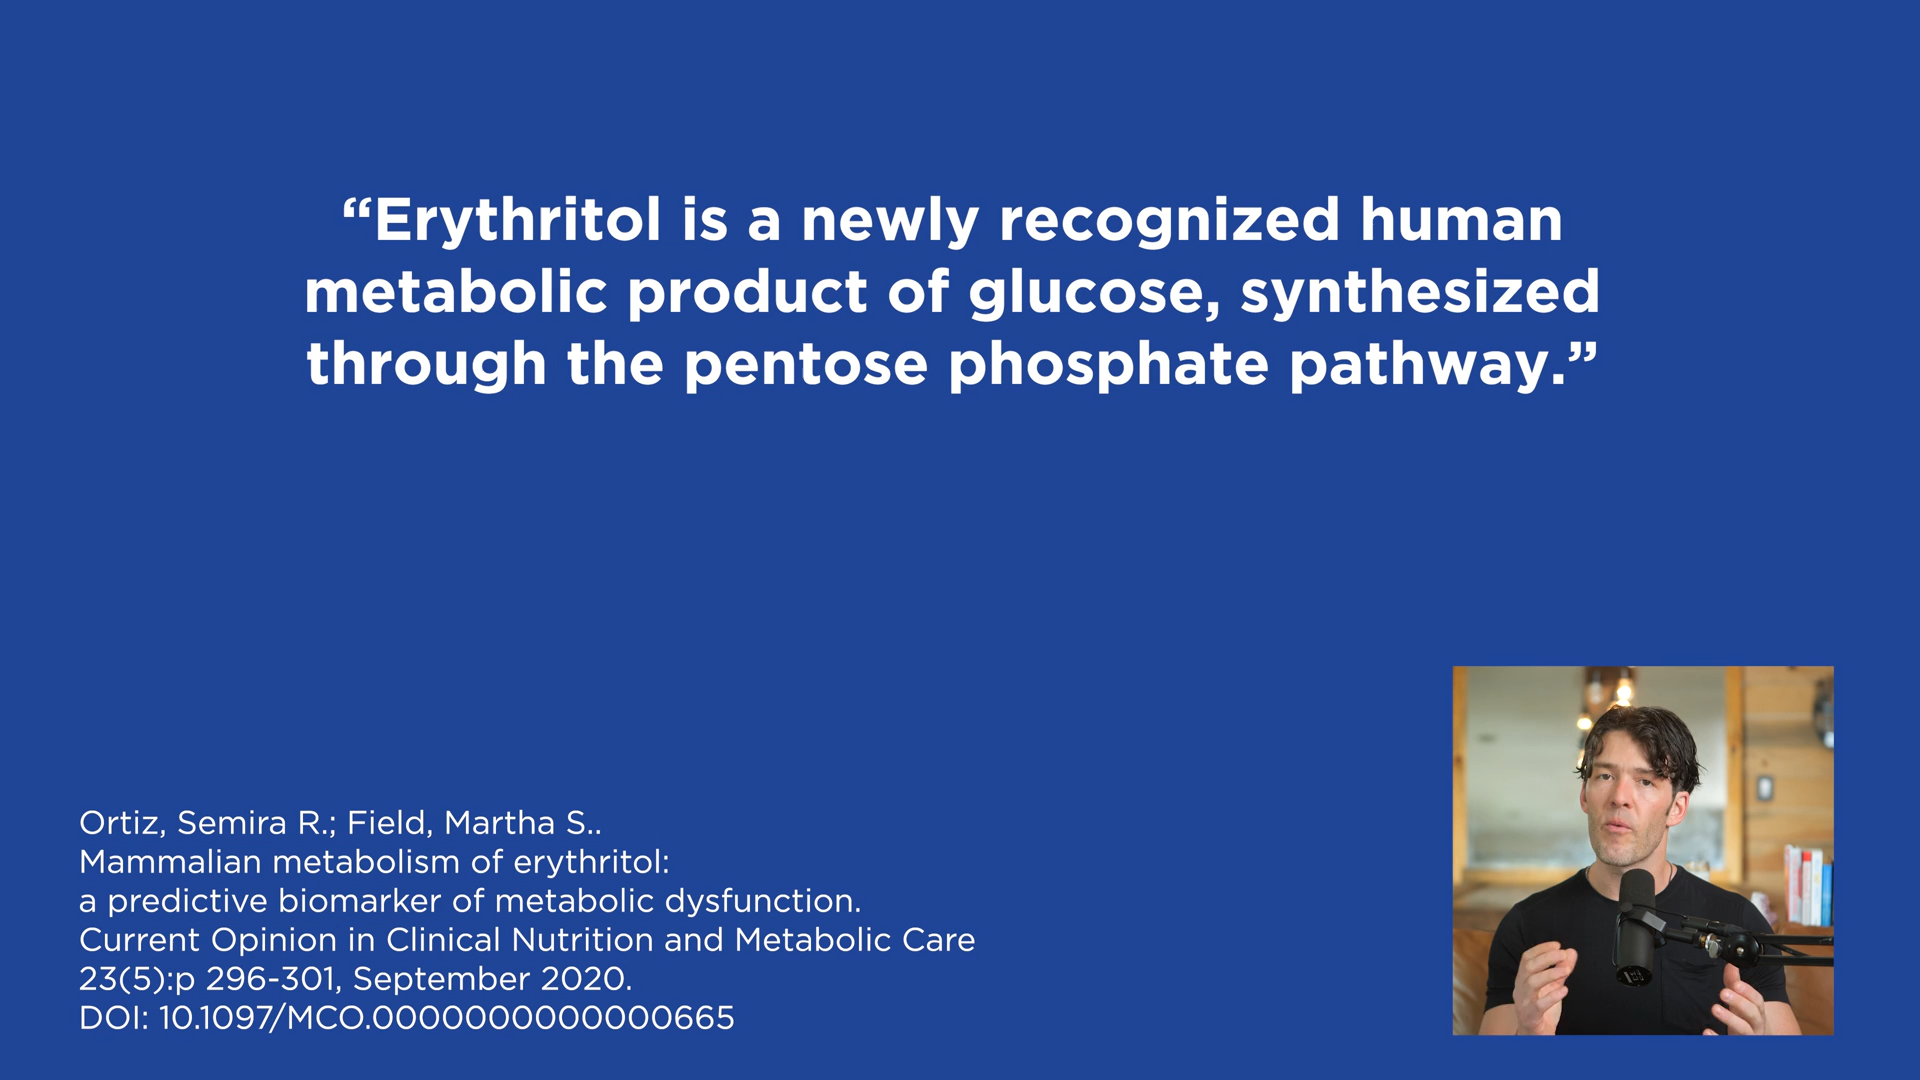 “Erythritol is a newly recognized human
metabolic product of glucose, synthesized
through the pentose phosphate pathway.”
Ortiz, Semira R.; Field, Martha S..
Mammalian metabolism of erythritol:
a predictive biomarker of metabolic dysfunction.
Current Opinion in Clinical Nutrition and Metabolic Care
23(5):p 296-301, September 2020.
DOI: 10.1097/MCO.0000000000000665